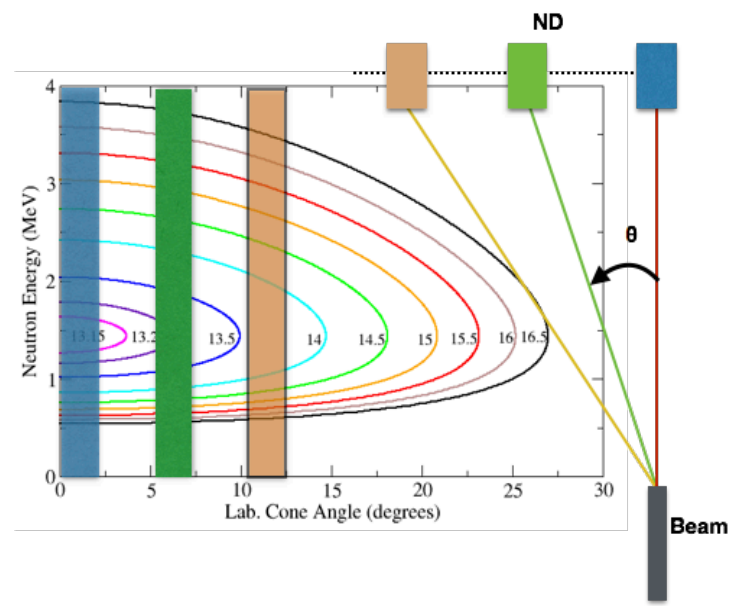 ND
4
3
2
1
0
Neutron Energy (MeV)
13.15 13.2 13.5 14 14.5 15 15.5 16 16.5
θ
0 5 10 15 20 25 30
Lab. Cone Angle (degrees)
Beam